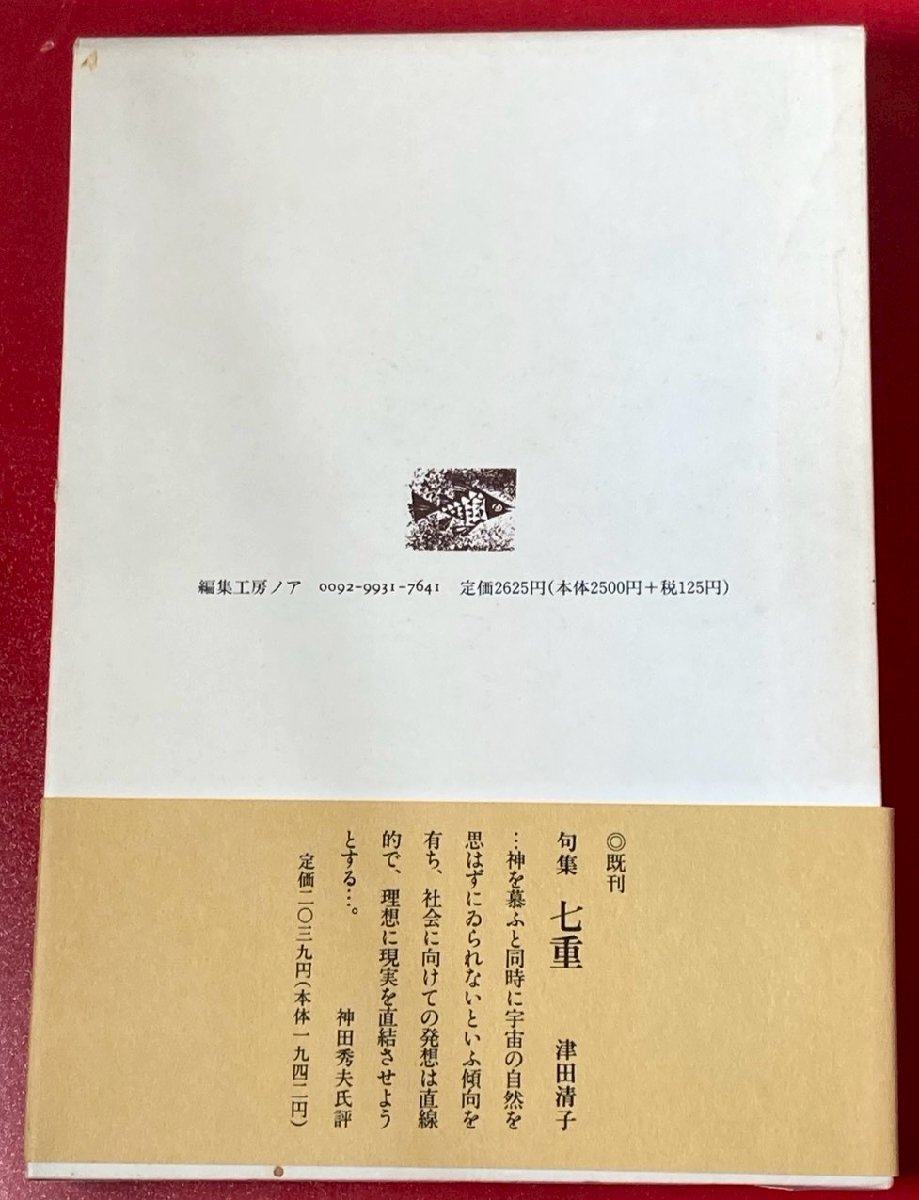 編集工房ノア 0092-9931-7641 定価2625円(本体2500円＋税125円)
◎既刊
句集 七重 津田清子
…神を慕ふと同時に宇宙の自然を
思はずにゐられないといふ傾向を
有ち、社会に向けての発想は直線
的で、理想に現実を直結させよう
とする…。 神田秀夫氏評
定価二〇三九円(本体一九四二円)